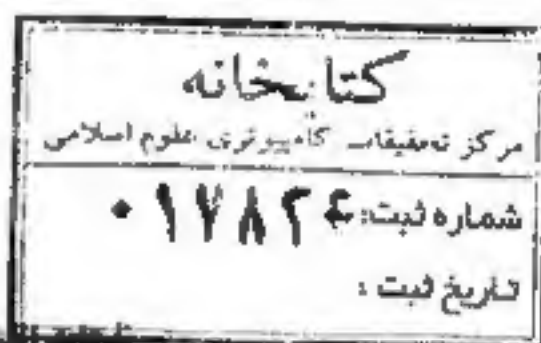 کتابخانه
مرکز تحقیقات کامپیوتری علوم اسلامی
شماره ثبت: ۰۱۷۸۲۴
تاریخ ثبت :